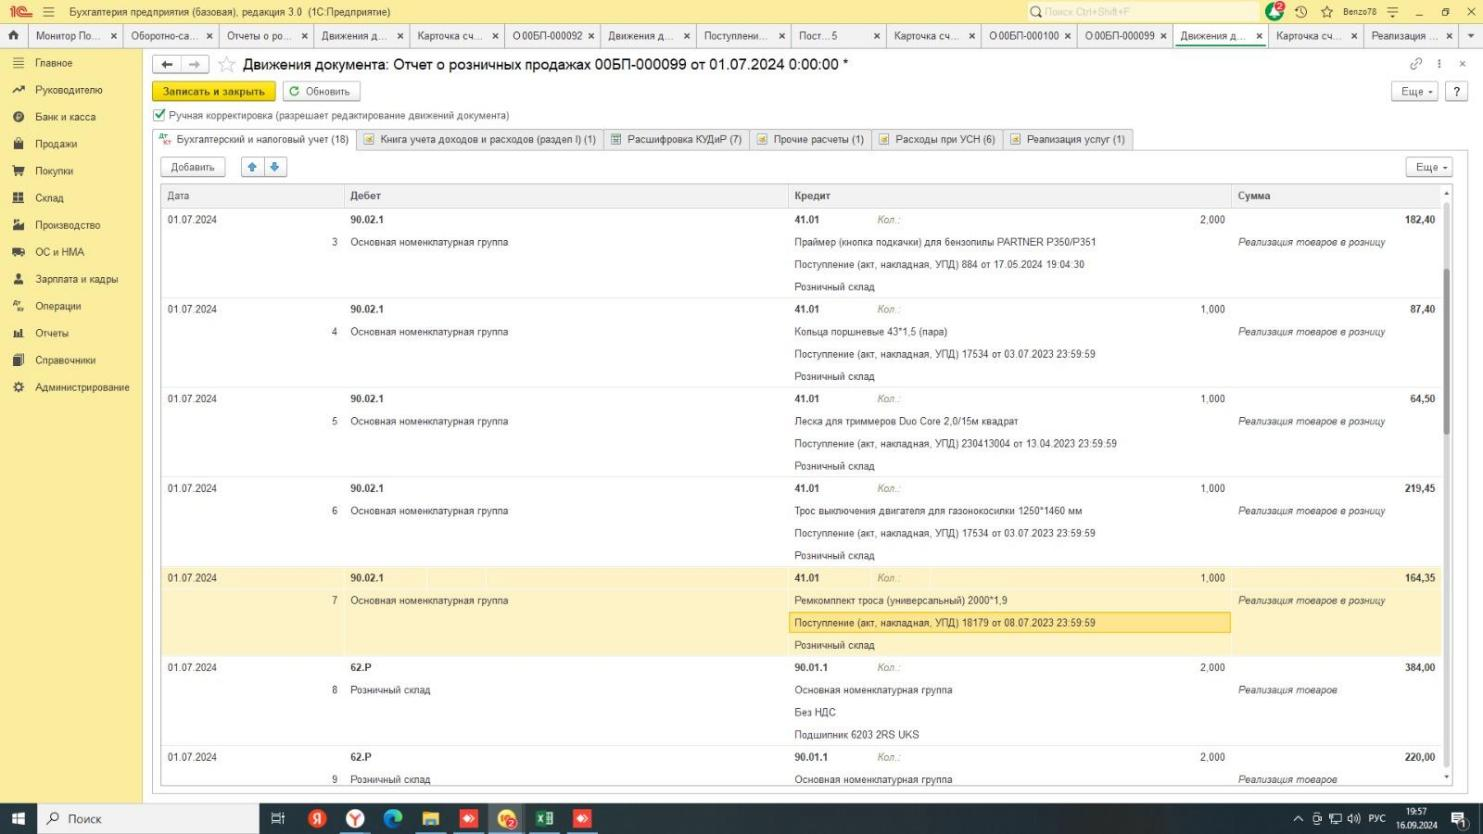 Бухгалтерия предприятия (базовая), редакция 3.0 (1С:Предприятие)
Поиск Ctrl+Shift+F
2
Benzo78
Монитор По... ×
Оборотно-са... ×
Отчеты о ро... ×
Движения д... ×
Карточка сч... ×
О 00БП-000092 ×
Движения д... ×
Поступлени... ×
Пост...5 ×
Карточка сч... ×
О 00БП-000100 ×
О 00БП-000099 ×
Движения д... ×
Карточка сч... ×
Реализация ... ×
Главное
Руководителю
Банк и касса
Продажи
Покупки
Склад
Производство
ОС и НМА
Зарплата и кадры
Операции
Отчеты
Справочники
Администрирование
Движения документа: Отчет о розничных продажах 00БП-000099 от 01.07.2024 0:00:00 *
Записать и закрыть
Обновить
Еще
?
Ручная корректировка (разрешает редактирование движений документа)
Бухгалтерский и налоговый учет (18)
Книга учета доходов и расходов (раздел I) (1)
Расшифровка КУДиР (7)
Прочие расчеты (1)
Расходы при УСН (6)
Реализация услуг (1)
Добавить
Еще
Дата Дебет Кредит Сумма
01.07.2024 90.02.1 41.01 Кол.: 2,000 182,40
3 Основная номенклатурная группа Праймер (кнопка подкачки) для бензопилы PARTNER P350/P351 Реализация товаров в розницу
Поступление (акт, накладная, УПД) 884 от 17.05.2024 19:04:30
Розничный склад
01.07.2024 90.02.1 41.01 Кол.: 1,000 87,40
4 Основная номенклатурная группа Кольца поршневые 43*1,5 (пара) Реализация товаров в розницу
Поступление (акт, накладная, УПД) 17534 от 03.07.2023 23:59:59
Розничный склад
01.07.2024 90.02.1 41.01 Кол.: 1,000 64,50
5 Основная номенклатурная группа Леска для триммеров Duo Core 2,0/15м квадрат Реализация товаров в розницу
Поступление (акт, накладная, УПД) 230413004 от 13.04.2023 23:59:59
Розничный склад
01.07.2024 90.02.1 41.01 Кол.: 1,000 219,45
6 Основная номенклатурная группа Трос выключения двигателя для газонокосилки 1250*1460 мм Реализация товаров в розницу
Поступление (акт, накладная, УПД) 17534 от 03.07.2023 23:59:59
Розничный склад
01.07.2024 90.02.1 41.01 Кол.: 1,000 164,35
7 Основная номенклатурная группа Ремкомплект троса (универсальный) 2000*1,9 Реализация товаров в розницу
Поступление (акт, накладная, УПД) 18179 от 08.07.2023 23:59:59
Розничный склад
01.07.2024 62.Р 90.01.1 Кол.: 2,000 384,00
8 Розничный склад Основная номенклатурная группа Реализация товаров
Без НДС
Подшипник 6203 2RS UKS
01.07.2024 62.Р 90.01.1 Кол.: 2,000 220,00
9 Розничный склад Основная номенклатурная группа Реализация товаров
Поиск
РУС
19:57
16.09.2024
1